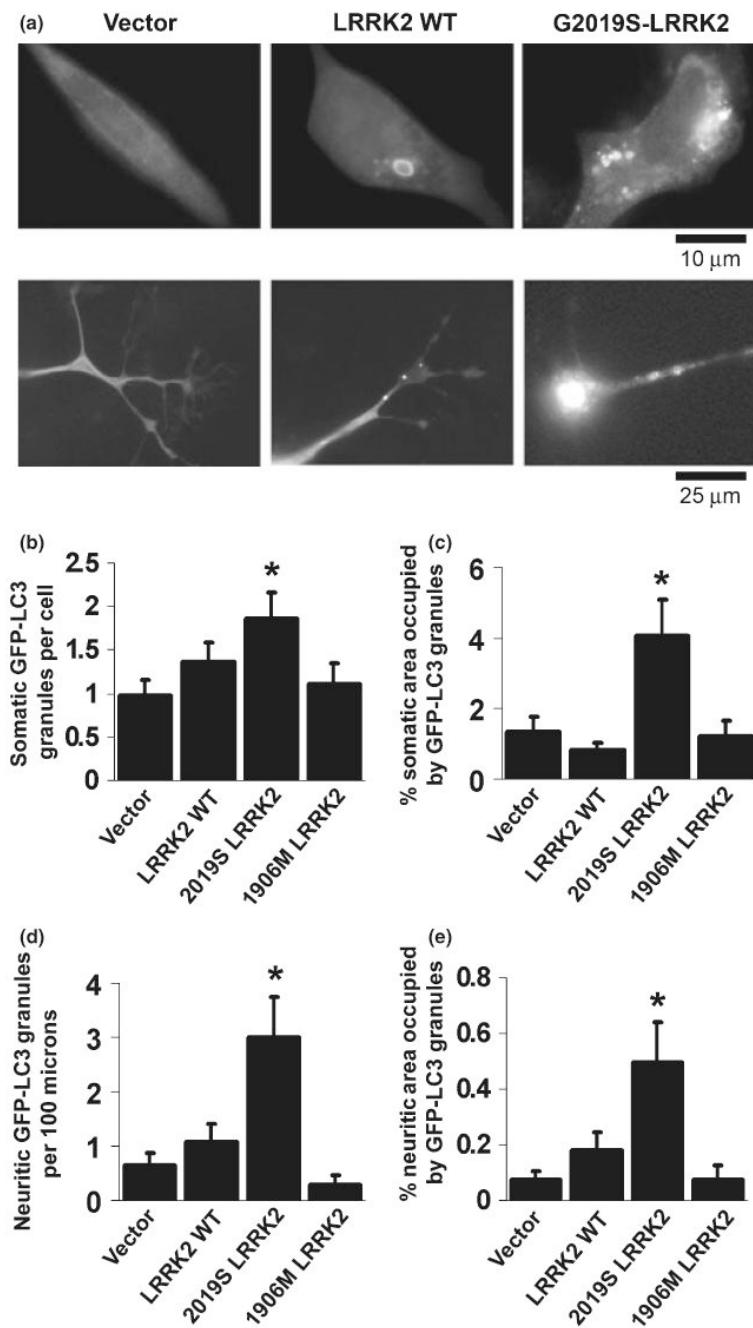 (a)
Vector
LRRK2 WT
G2019S-LRRK2
10 μm
25 μm
(b)
Somatic GFP-LC3
granules per cell
2.5
2
1.5
1
0.5
0
*
Vector
LRRK2 WT
2019S LRRK2
1906M LRRK2
(c)
% somatic area occupied
by GFP-LC3 granules
6
4
2
0
*
Vector
LRRK2 WT
2019S LRRK2
1906M LRRK2
(d)
Neuritic GFP-LC3 granules
per 100 microns
4
3
2
1
0
*
Vector
LRRK2 WT
2019S LRRK2
1906M LRRK2
(e)
% neuritic area occupied
by GFP-LC3 granules
0.8
0.6
0.4
0.2
0
*
Vector
LRRK2 WT
2019S LRRK2
1906M LRRK2